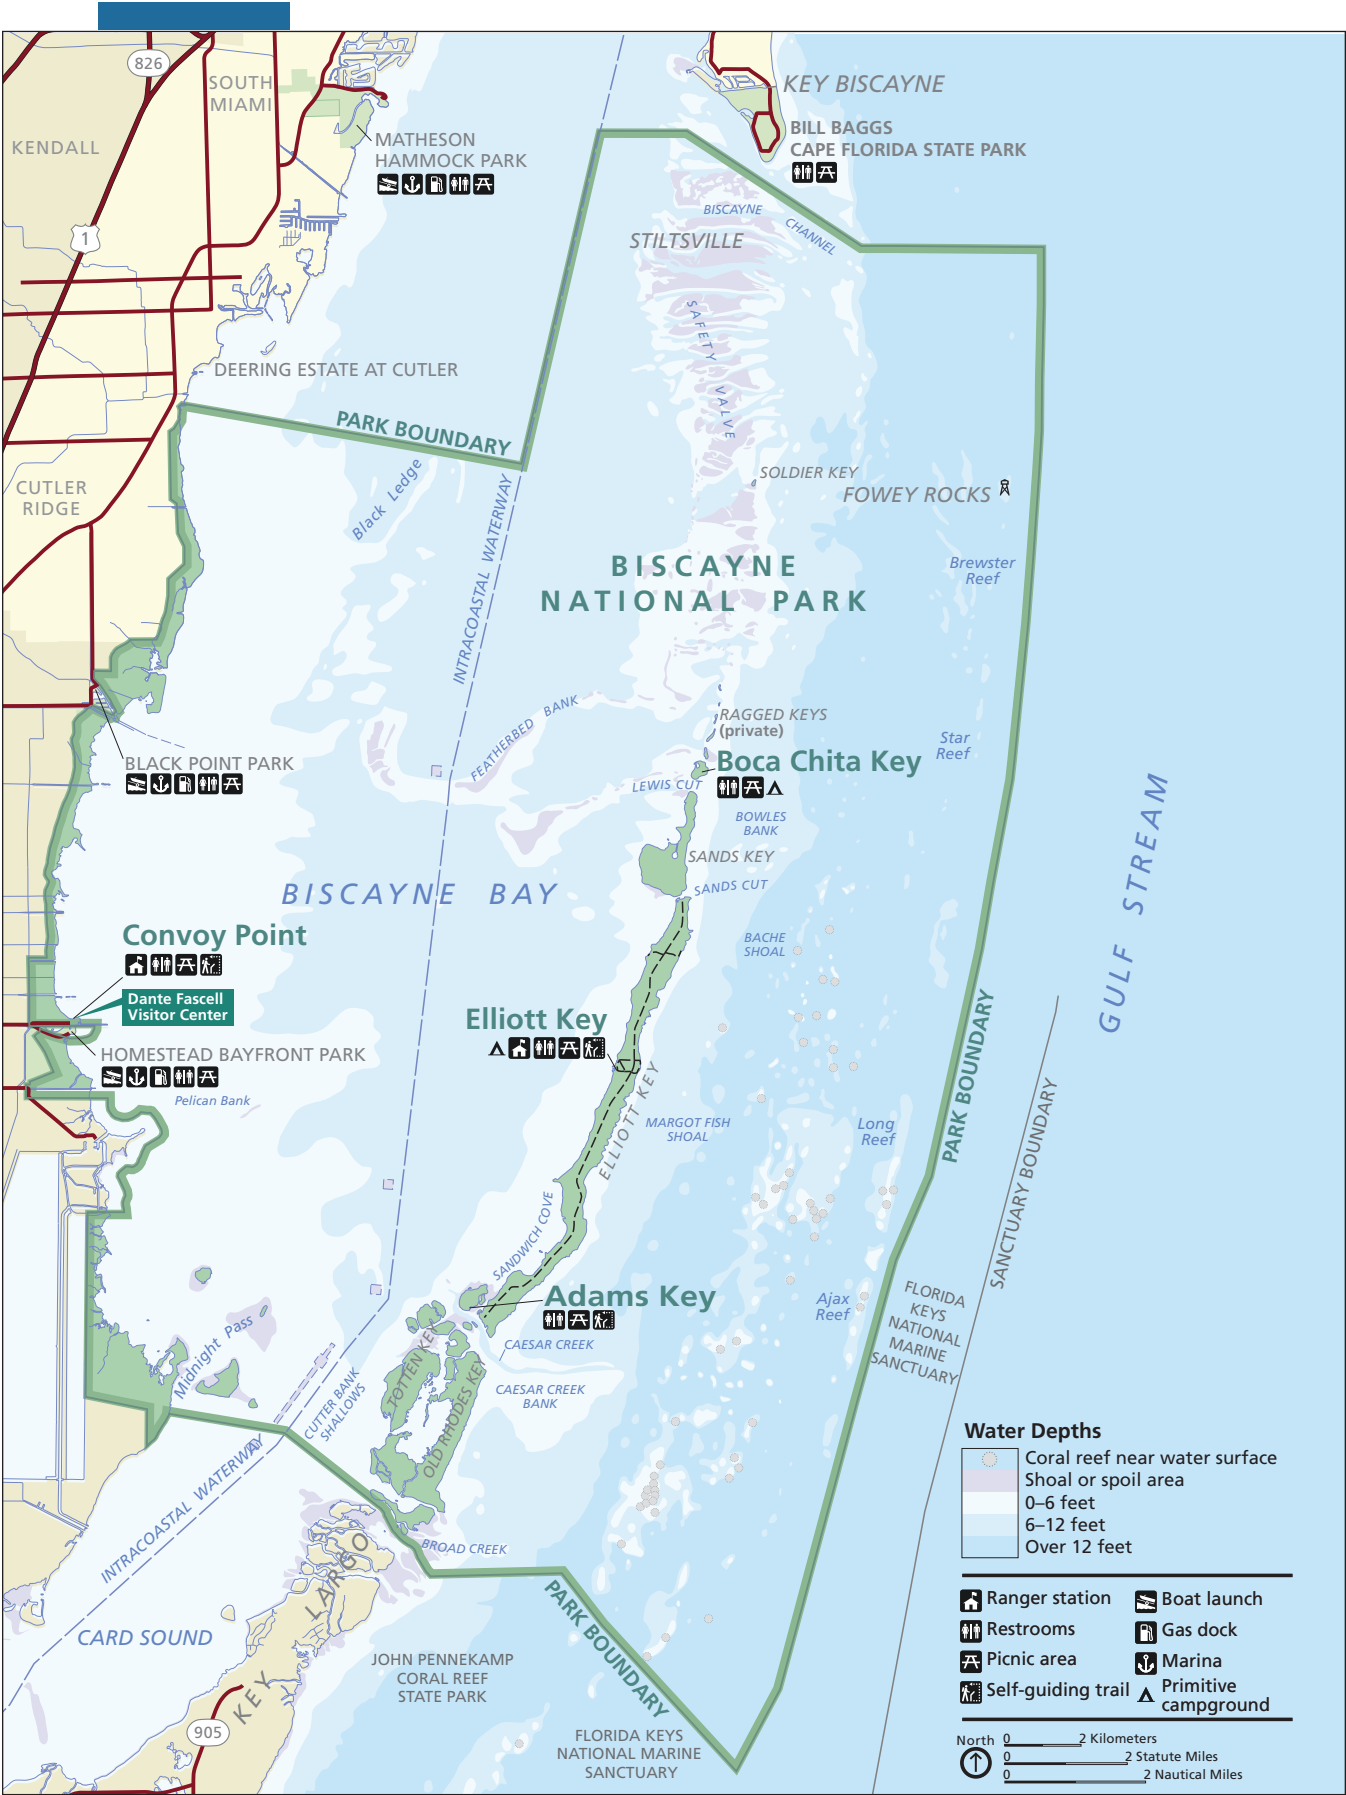 826
SOUTH
MIAMI
KEY BISCAYNE
KENDALL
MATHESON
HAMMOCK PARK
BILL BAGGS
CAPE FLORIDA STATE PARK
1
BISCAYNE
CHANNEL
STILTSVILLE
SAFETY VALVE
DEERING ESTATE AT CUTLER
PARK BOUNDARY
Black Ledge
INTRACOASTAL WATERWAY
SOLDIER KEY
FOWEY ROCKS
CUTLER
RIDGE
BISCAYNE
NATIONAL PARK
Brewster
Reef
FEATHERBED BANK
RAGGED KEYS
(private)
Star
Reef
BLACK POINT PARK
Boca Chita Key
LEWIS CUT
BOWLES
BANK
SANDS KEY
SANDS CUT
BISCAYNE BAY
GULF STREAM
Convoy Point
BACHE
SHOAL
Dante Fascell
Visitor Center
Elliott Key
HOMESTEAD BAYFRONT PARK
Pelican Bank
ELLIOTT KEY
MARGOT FISH
SHOAL
Long
Reef
PARK BOUNDARY
SANCTUARY BOUNDARY
SANDWICH COVE
Adams Key
Ajax
Reef
FLORIDA
KEYS
NATIONAL
MARINE
SANCTUARY
Midnight Pass
CUTTER BANK
SHALLOWS
TOTTEN KEY
OLD RHODES KEY
CAESAR CREEK
CAESAR CREEK
BANK
INTRACOASTAL WATERWAY
BROAD CREEK
CARD SOUND
KEY LARGO
905
PARK BOUNDARY
JOHN PENNEKAMP
CORAL REEF
STATE PARK
FLORIDA KEYS
NATIONAL MARINE
SANCTUARY
Water Depths
Coral reef near water surface
Shoal or spoil area
0–6 feet
6–12 feet
Over 12 feet
Ranger station
Restrooms
Picnic area
Self-guiding trail
Boat launch
Gas dock
Marina
Primitive
campground
North
0 2 Kilometers
0 2 Statute Miles
0 2 Nautical Miles